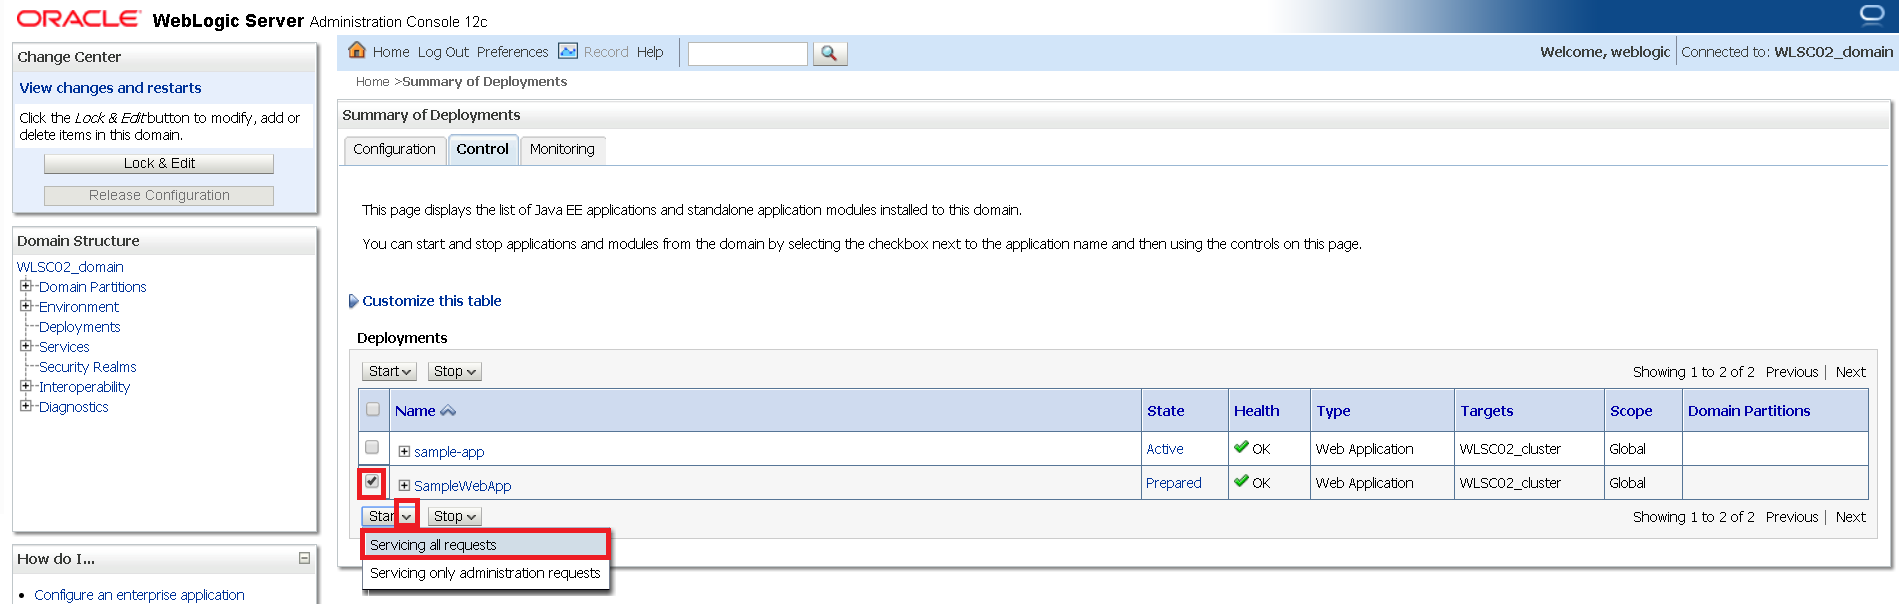 ORACLE WebLogic Server Administration Console 12c
Change Center
View changes and restarts
Click the Lock & Edit button to modify, add or
delete items in this domain.
Lock & Edit
Release Configuration
Domain Structure
WLSC02_domain
Domain Partitions
Environment
Deployments
Services
Security Realms
Interoperability
Diagnostics
How do I...
Configure an enterprise application
Home Log Out Preferences Record Help
Welcome, weblogic Connected to: WLSC02_domain
Home >Summary of Deployments
Summary of Deployments
Configuration Control Monitoring
This page displays the list of Java EE applications and standalone application modules installed to this domain.
You can start and stop applications and modules from the domain by selecting the checkbox next to the application name and then using the controls on this page.
Customize this table
Deployments
Start Stop Showing 1 to 2 of 2 Previous | Next
Name State Health Type Targets Scope Domain Partitions
sample-app Active OK Web Application WLSC02_cluster Global
SampleWebApp Prepared OK Web Application WLSC02_cluster Global
Star Stop Showing 1 to 2 of 2 Previous | Next
Servicing all requests
Servicing only administration requests